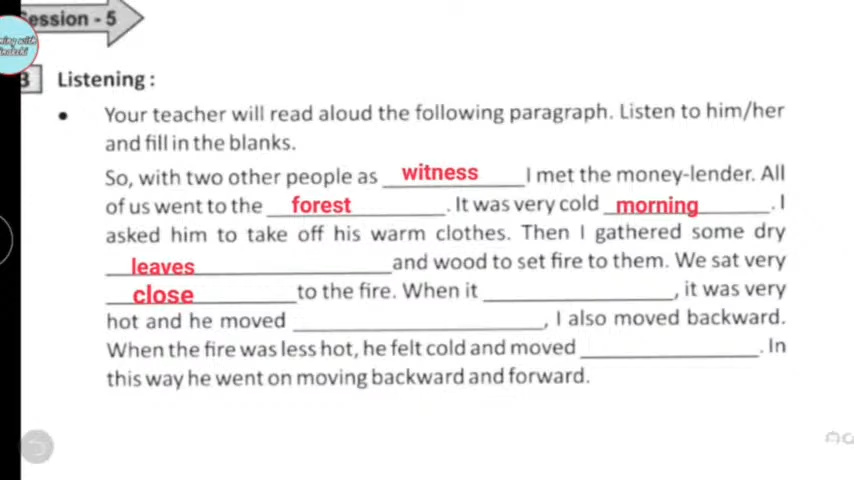 Session - 5
3 Listening :
• Your teacher will read aloud the following paragraph. Listen to him/her
and fill in the blanks.
So, with two other people as witness I met the money-lender. All
of us went to the forest. It was very cold morning. I
asked him to take off his warm clothes. Then I gathered some dry
leaves and wood to set fire to them. We sat very
close to the fire. When it ____________, it was very
hot and he moved ____________, I also moved backward.
When the fire was less hot, he felt cold and moved ____________. In
this way he went on moving backward and forward.